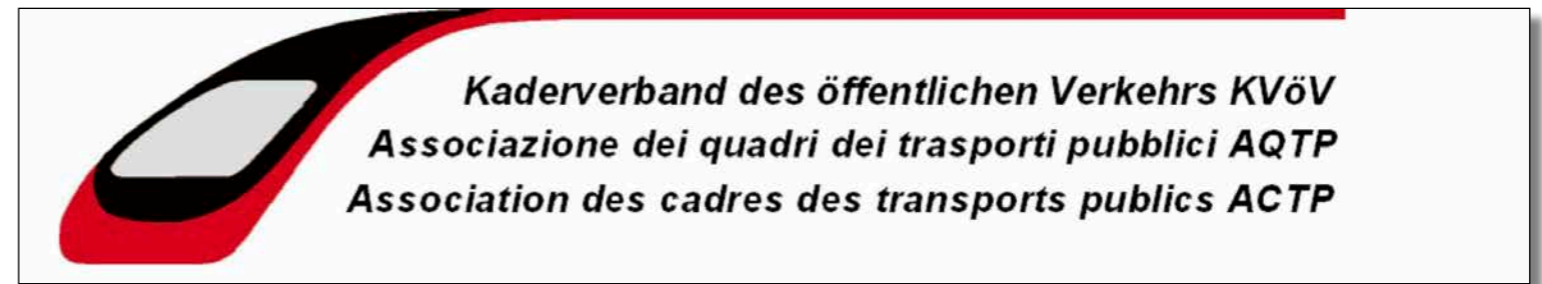 Kaderverband des öffentlichen Verkehrs KVöV
Associazione dei quadri dei trasporti pubblici AQTP
Association des cadres des transports publics ACTP